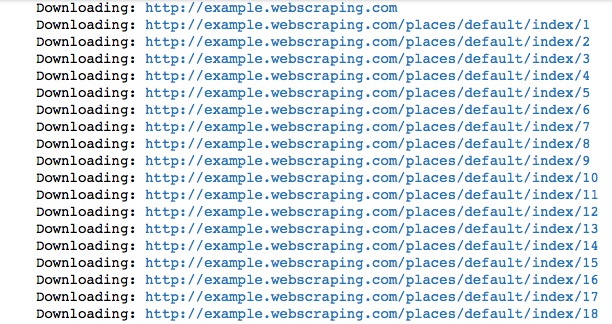 Downloading: http://example.webscraping.com
Downloading: http://example.webscraping.com/places/default/index/1
Downloading: http://example.webscraping.com/places/default/index/2
Downloading: http://example.webscraping.com/places/default/index/3
Downloading: http://example.webscraping.com/places/default/index/4
Downloading: http://example.webscraping.com/places/default/index/5
Downloading: http://example.webscraping.com/places/default/index/6
Downloading: http://example.webscraping.com/places/default/index/7
Downloading: http://example.webscraping.com/places/default/index/8
Downloading: http://example.webscraping.com/places/default/index/9
Downloading: http://example.webscraping.com/places/default/index/10
Downloading: http://example.webscraping.com/places/default/index/11
Downloading: http://example.webscraping.com/places/default/index/12
Downloading: http://example.webscraping.com/places/default/index/13
Downloading: http://example.webscraping.com/places/default/index/14
Downloading: http://example.webscraping.com/places/default/index/15
Downloading: http://example.webscraping.com/places/default/index/16
Downloading: http://example.webscraping.com/places/default/index/17
Downloading: http://example.webscraping.com/places/default/index/18